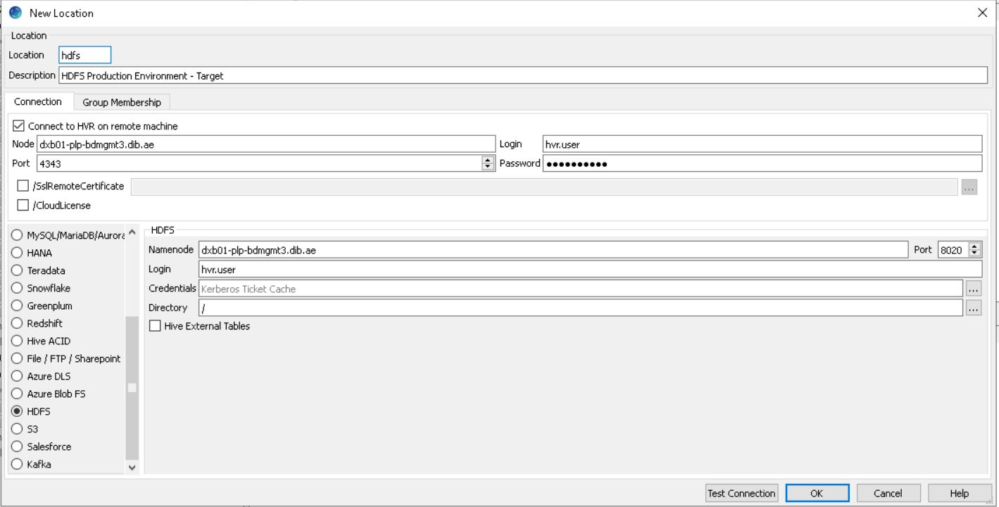 New Location
Location
Location hdfs
Description HDFS Production Environment - Target
Connection Group Membership
Connect to HVR on remote machine
Node dxb01-plp-bdmgmt3.dib.ae Login hvr.user
Port 4343 Password ●●●●●●●●●●
/SslRemoteCertificate ...
/CloudLicense
MySQL/MariaDB/Aurora
HANA
Teradata
Snowflake
Greenplum
Redshift
Hive ACID
File / FTP / Sharepoint
Azure DLS
Azure Blob FS
HDFS
S3
Salesforce
Kafka
HDFS
Namenode dxb01-plp-bdmgmt3.dib.ae Port 8020
Login hvr.user
Credentials Kerberos Ticket Cache ...
Directory / ...
Hive External Tables
Test Connection OK Cancel Help